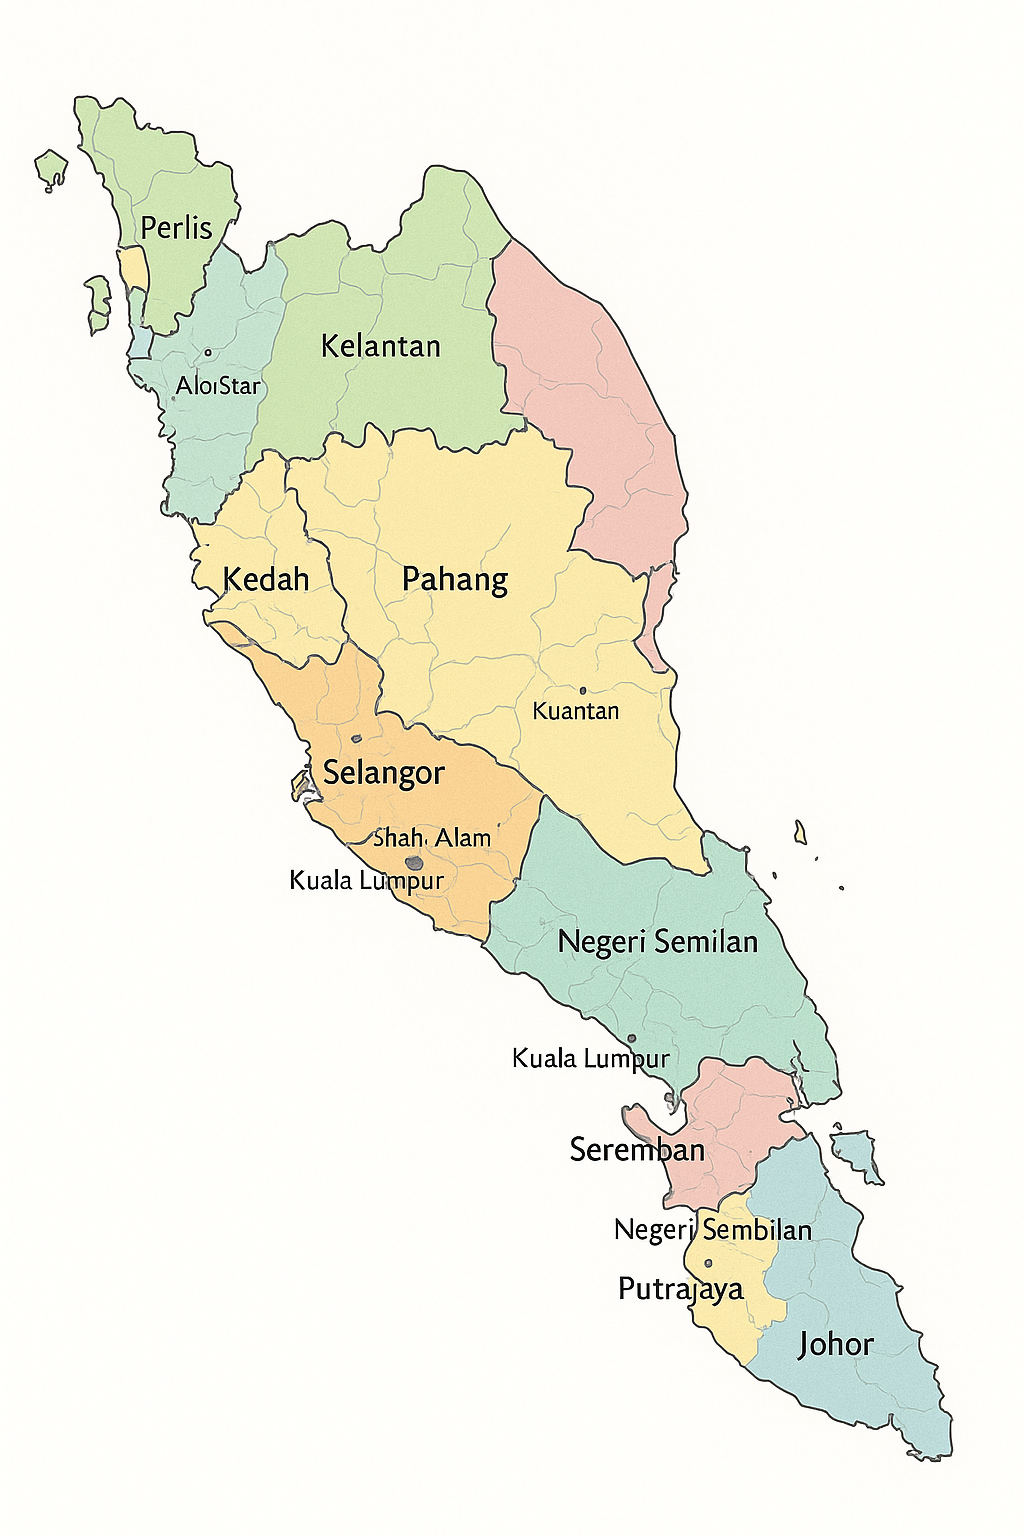 Perlis
Kelantan
AloıStar
Kedah
Pahang
Kuantan
Selangor
Shah Alam
Kuala Lumpur
Negeri Semilan
Kuala Lumpur
Seremban
Negeri Sembilan
Putrajaya
Johor